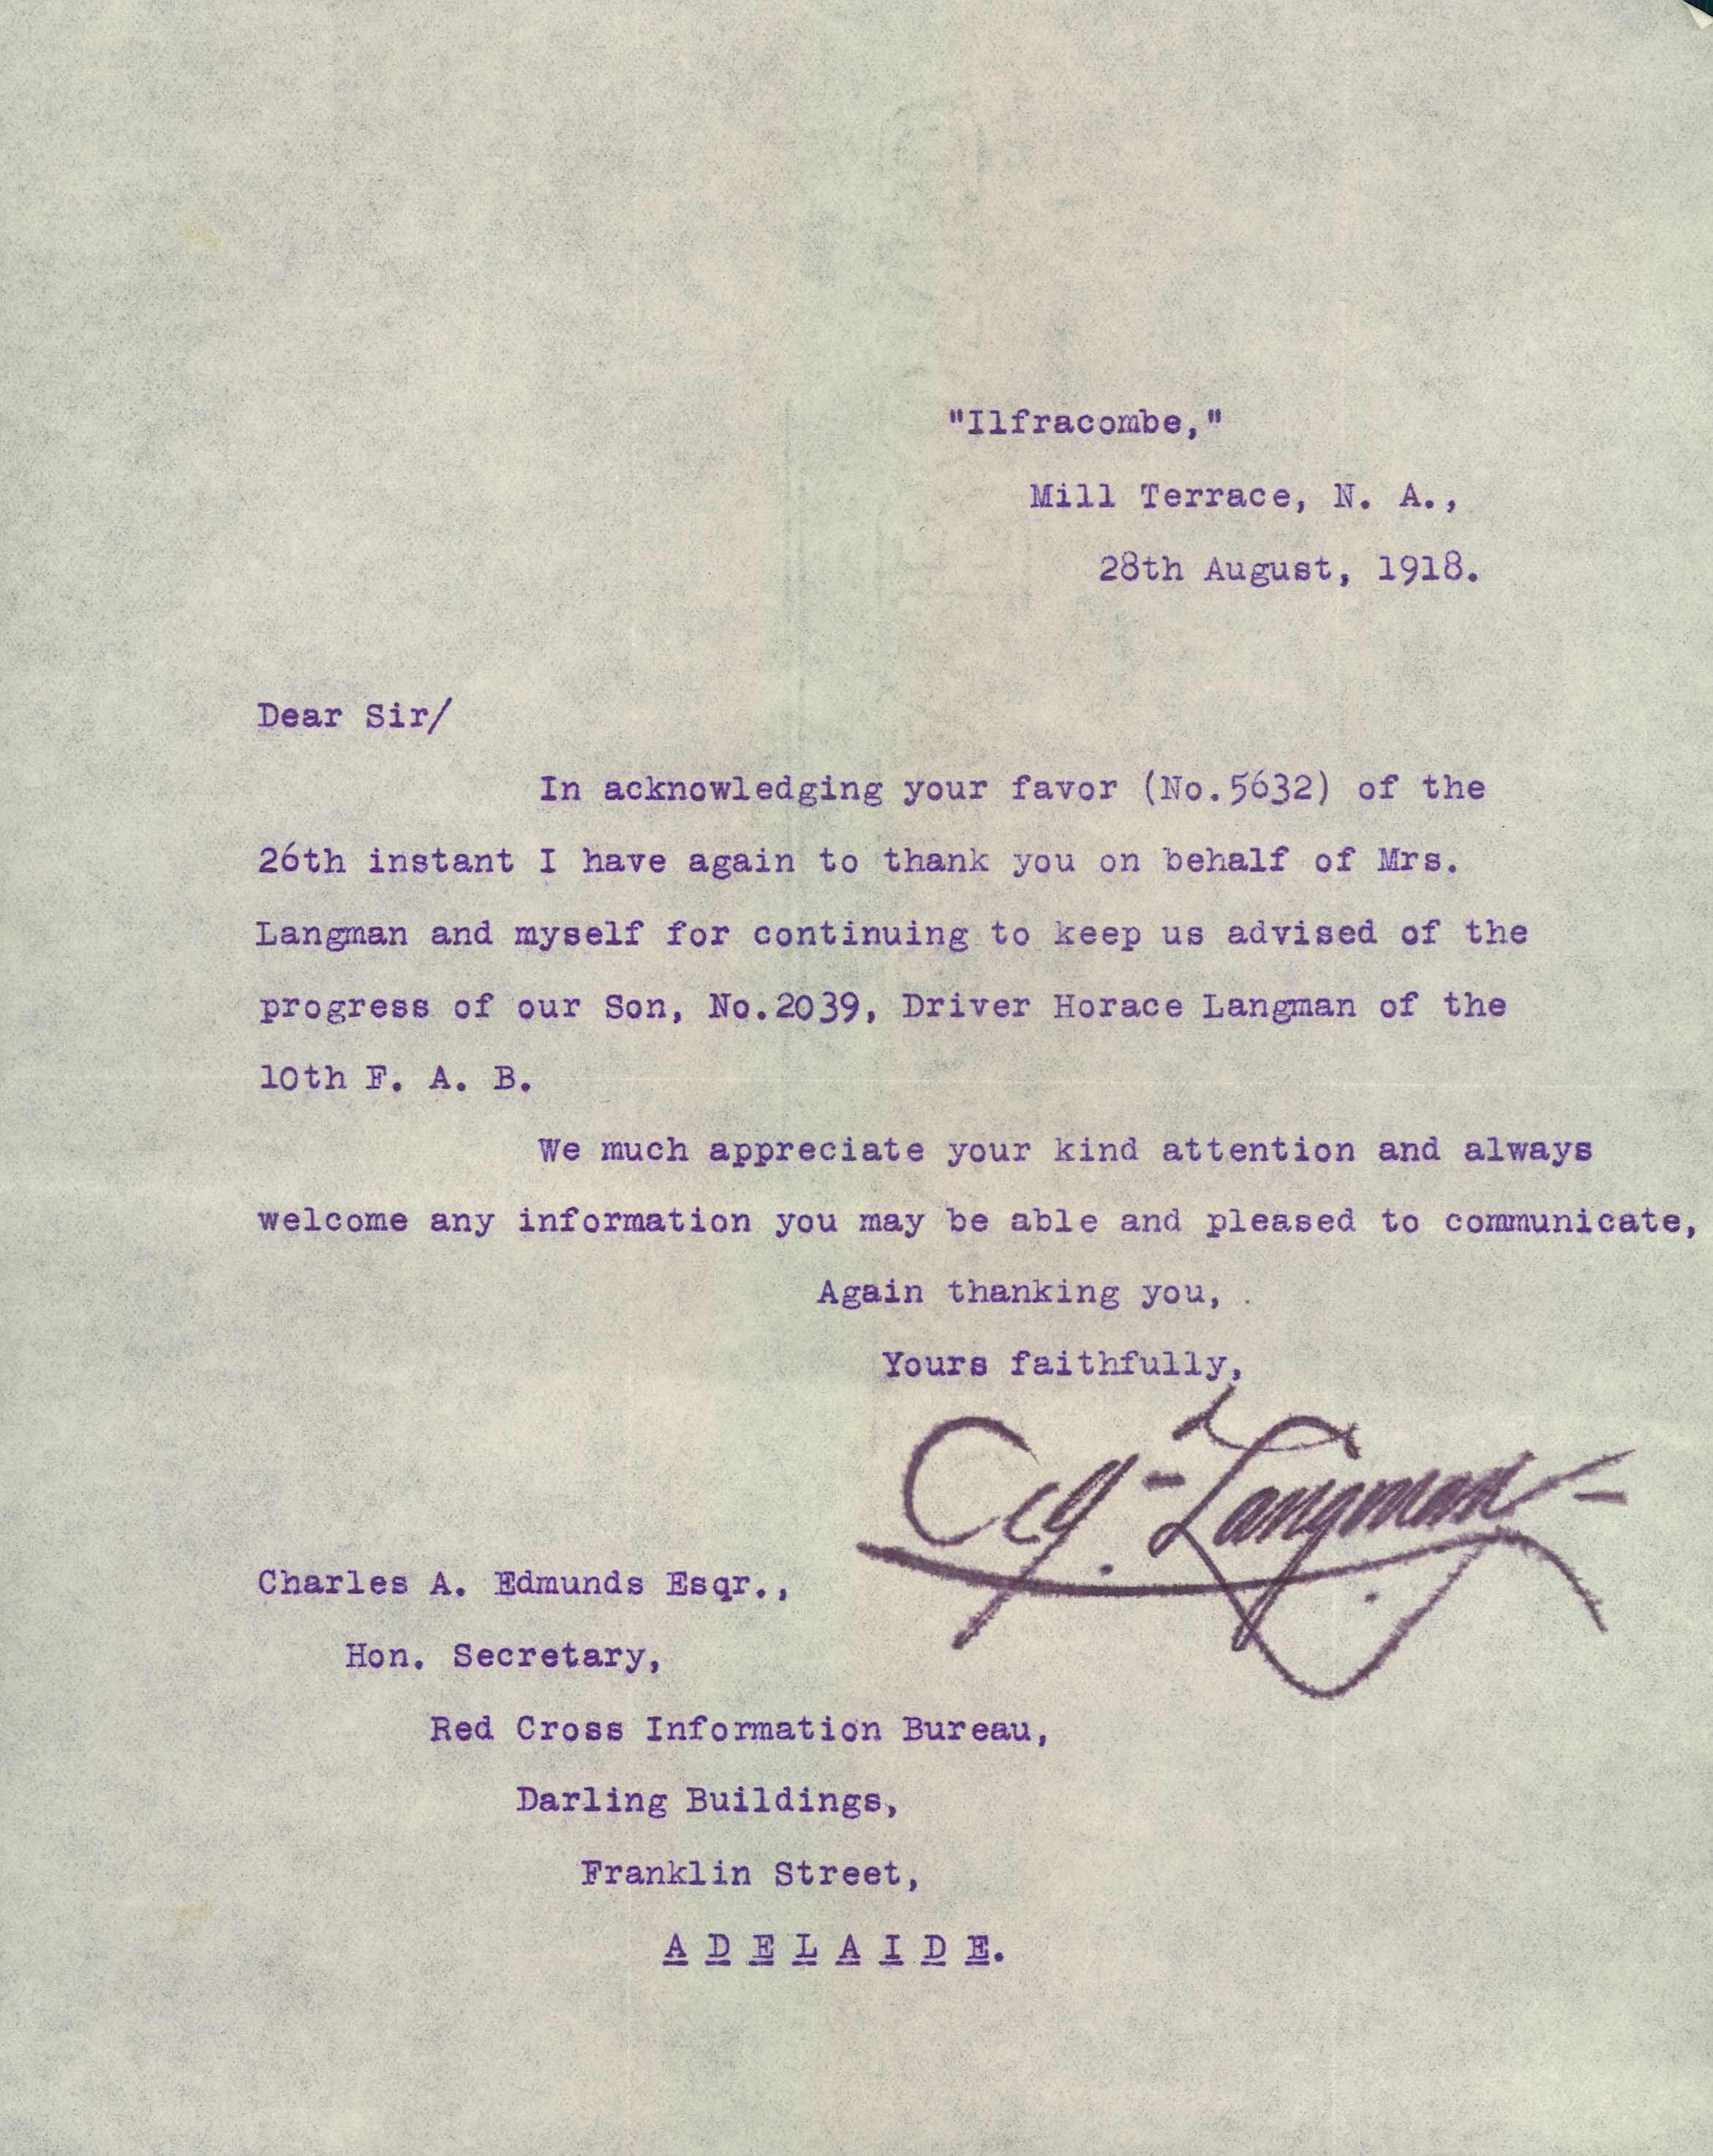 "Ilfracombe,"
Mill Terrace, N. A.,
28th August, 1918.
Dear Sir/
In acknowledging your favor (No.5632) of the
26th instant I have again to thank you on behalf of Mrs.
Langman and myself for continuing to keep us advised of the
progress of our Son, No.2039, Driver Horace Langman of the
10th F. A. B.
We much appreciate your kind attention and always
welcome any information you may be able and pleased to communicate,
Again thanking you,
Yours faithfully,
Langman
Charles A. Edmunds Esqr.,
Hon. Secretary,
Red Cross Information Bureau,
Darling Buildings,
Franklin Street,
A D E L A I D E.